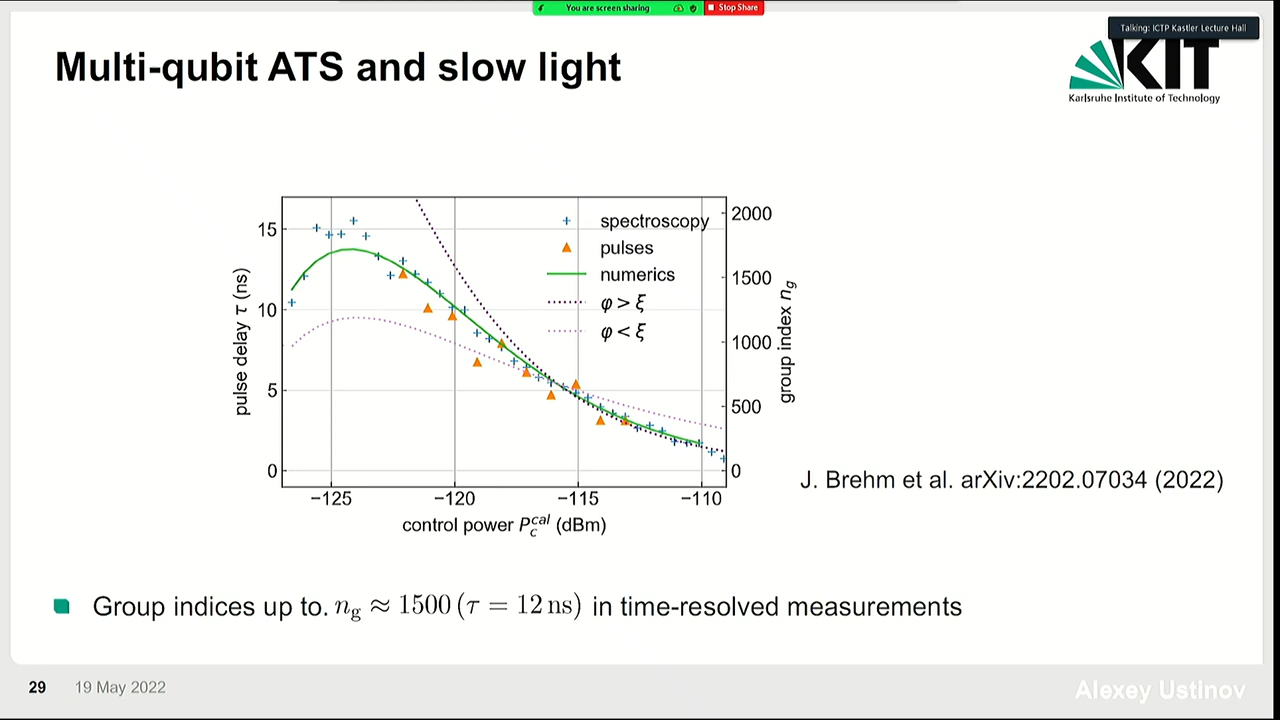 You are screen sharing
Stop Share
Talking: ICTP Kastler Lecture Hall
Multi-qubit ATS and slow light
KIT
Karlsruhe Institute of Technology
15
10
5
0
pulse delay τ (ns)
spectroscopy
pulses
numerics
φ > ξ
φ < ξ
2000
1500
1000
500
0
group index n_g
−125 −120 −115 −110
control power P_c^cal (dBm)
J. Brehm et al. arXiv:2202.07034 (2022)
Group indices up to. n_g ≈ 1500 (τ = 12 ns) in time-resolved measurements
29 19 May 2022
Alexey Ustinov